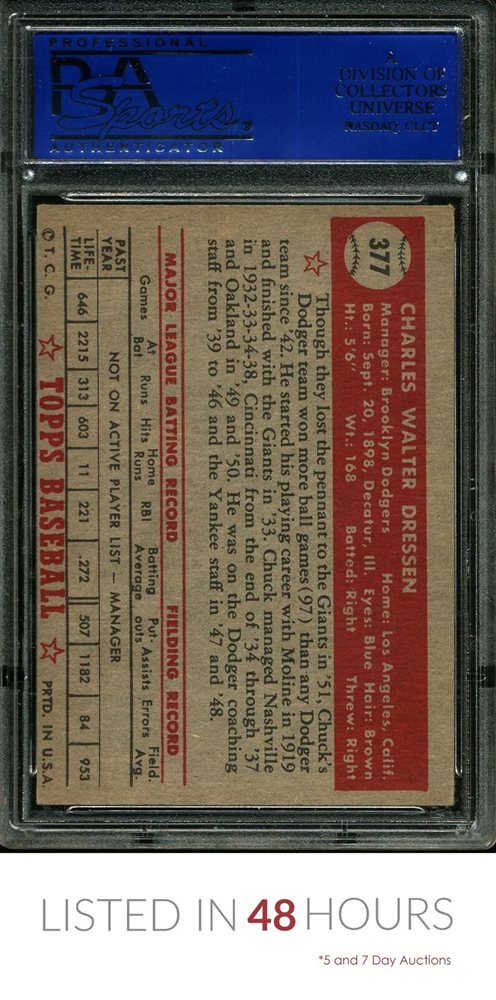 PROFESSIONAL
PSA
Sports®
AUTHENTICATOR
A
DIVISION OF
COLLECTORS
UNIVERSE
NASDAQ: CLCT
377
CHARLES WALTER DRESSEN
Manager: Brooklyn Dodgers Home: Los Angeles, Calif.
Born: Sept. 20, 1898, Decatur, Ill. Eyes: Blue Hair: Brown
Ht.: 5'6" Wt.: 168 Batted: Right Threw: Right
Though they lost the pennant to the Giants in '51, Chuck's
Dodger team won more ball games (97) than any Dodger
team since '42. He started his playing career with Moline in 1919
and finished with the Giants in '33. Chuck managed Nashville
in 1932-33-34-38, Cincinnati from the end of '34 through '37
and Oakland in '49 and '50. He was on the Dodger coaching
staff from '39 to '46 and the Yankee staff in '47 and '48.
MAJOR LEAGUE BATTING RECORD FIELDING RECORD
Games At Bat Runs Hits Home Runs RBI Batting Average Put-outs Assists Errors Field. Avg.
PAST YEAR NOT ON ACTIVE PLAYER LIST — MANAGER
LIFE-TIME 646 2215 313 603 11 221 .272 507 1182 84 953
© T. C. G. TOPPS BASEBALL PRTD. IN U.S.A.
LISTED IN 48 HOURS
*5 and 7 Day Auctions